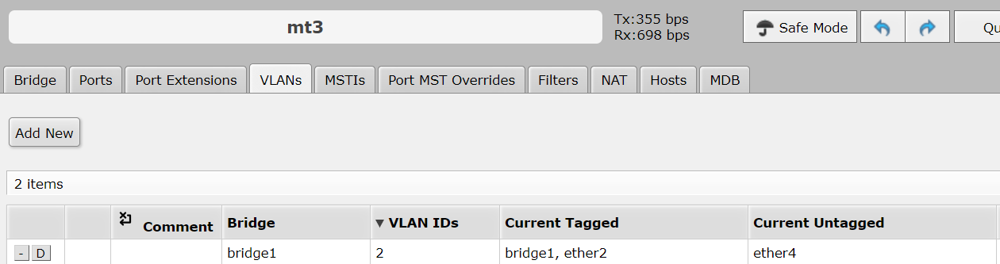 mt3
Tx:355 bps
Rx:698 bps
Safe Mode
Qu
Bridge Ports Port Extensions VLANs MSTIs Port MST Overrides Filters NAT Hosts MDB
Add New
2 items
Comment Bridge ▼ VLAN IDs Current Tagged Current Untagged
- D bridge1 2 bridge1, ether2 ether4